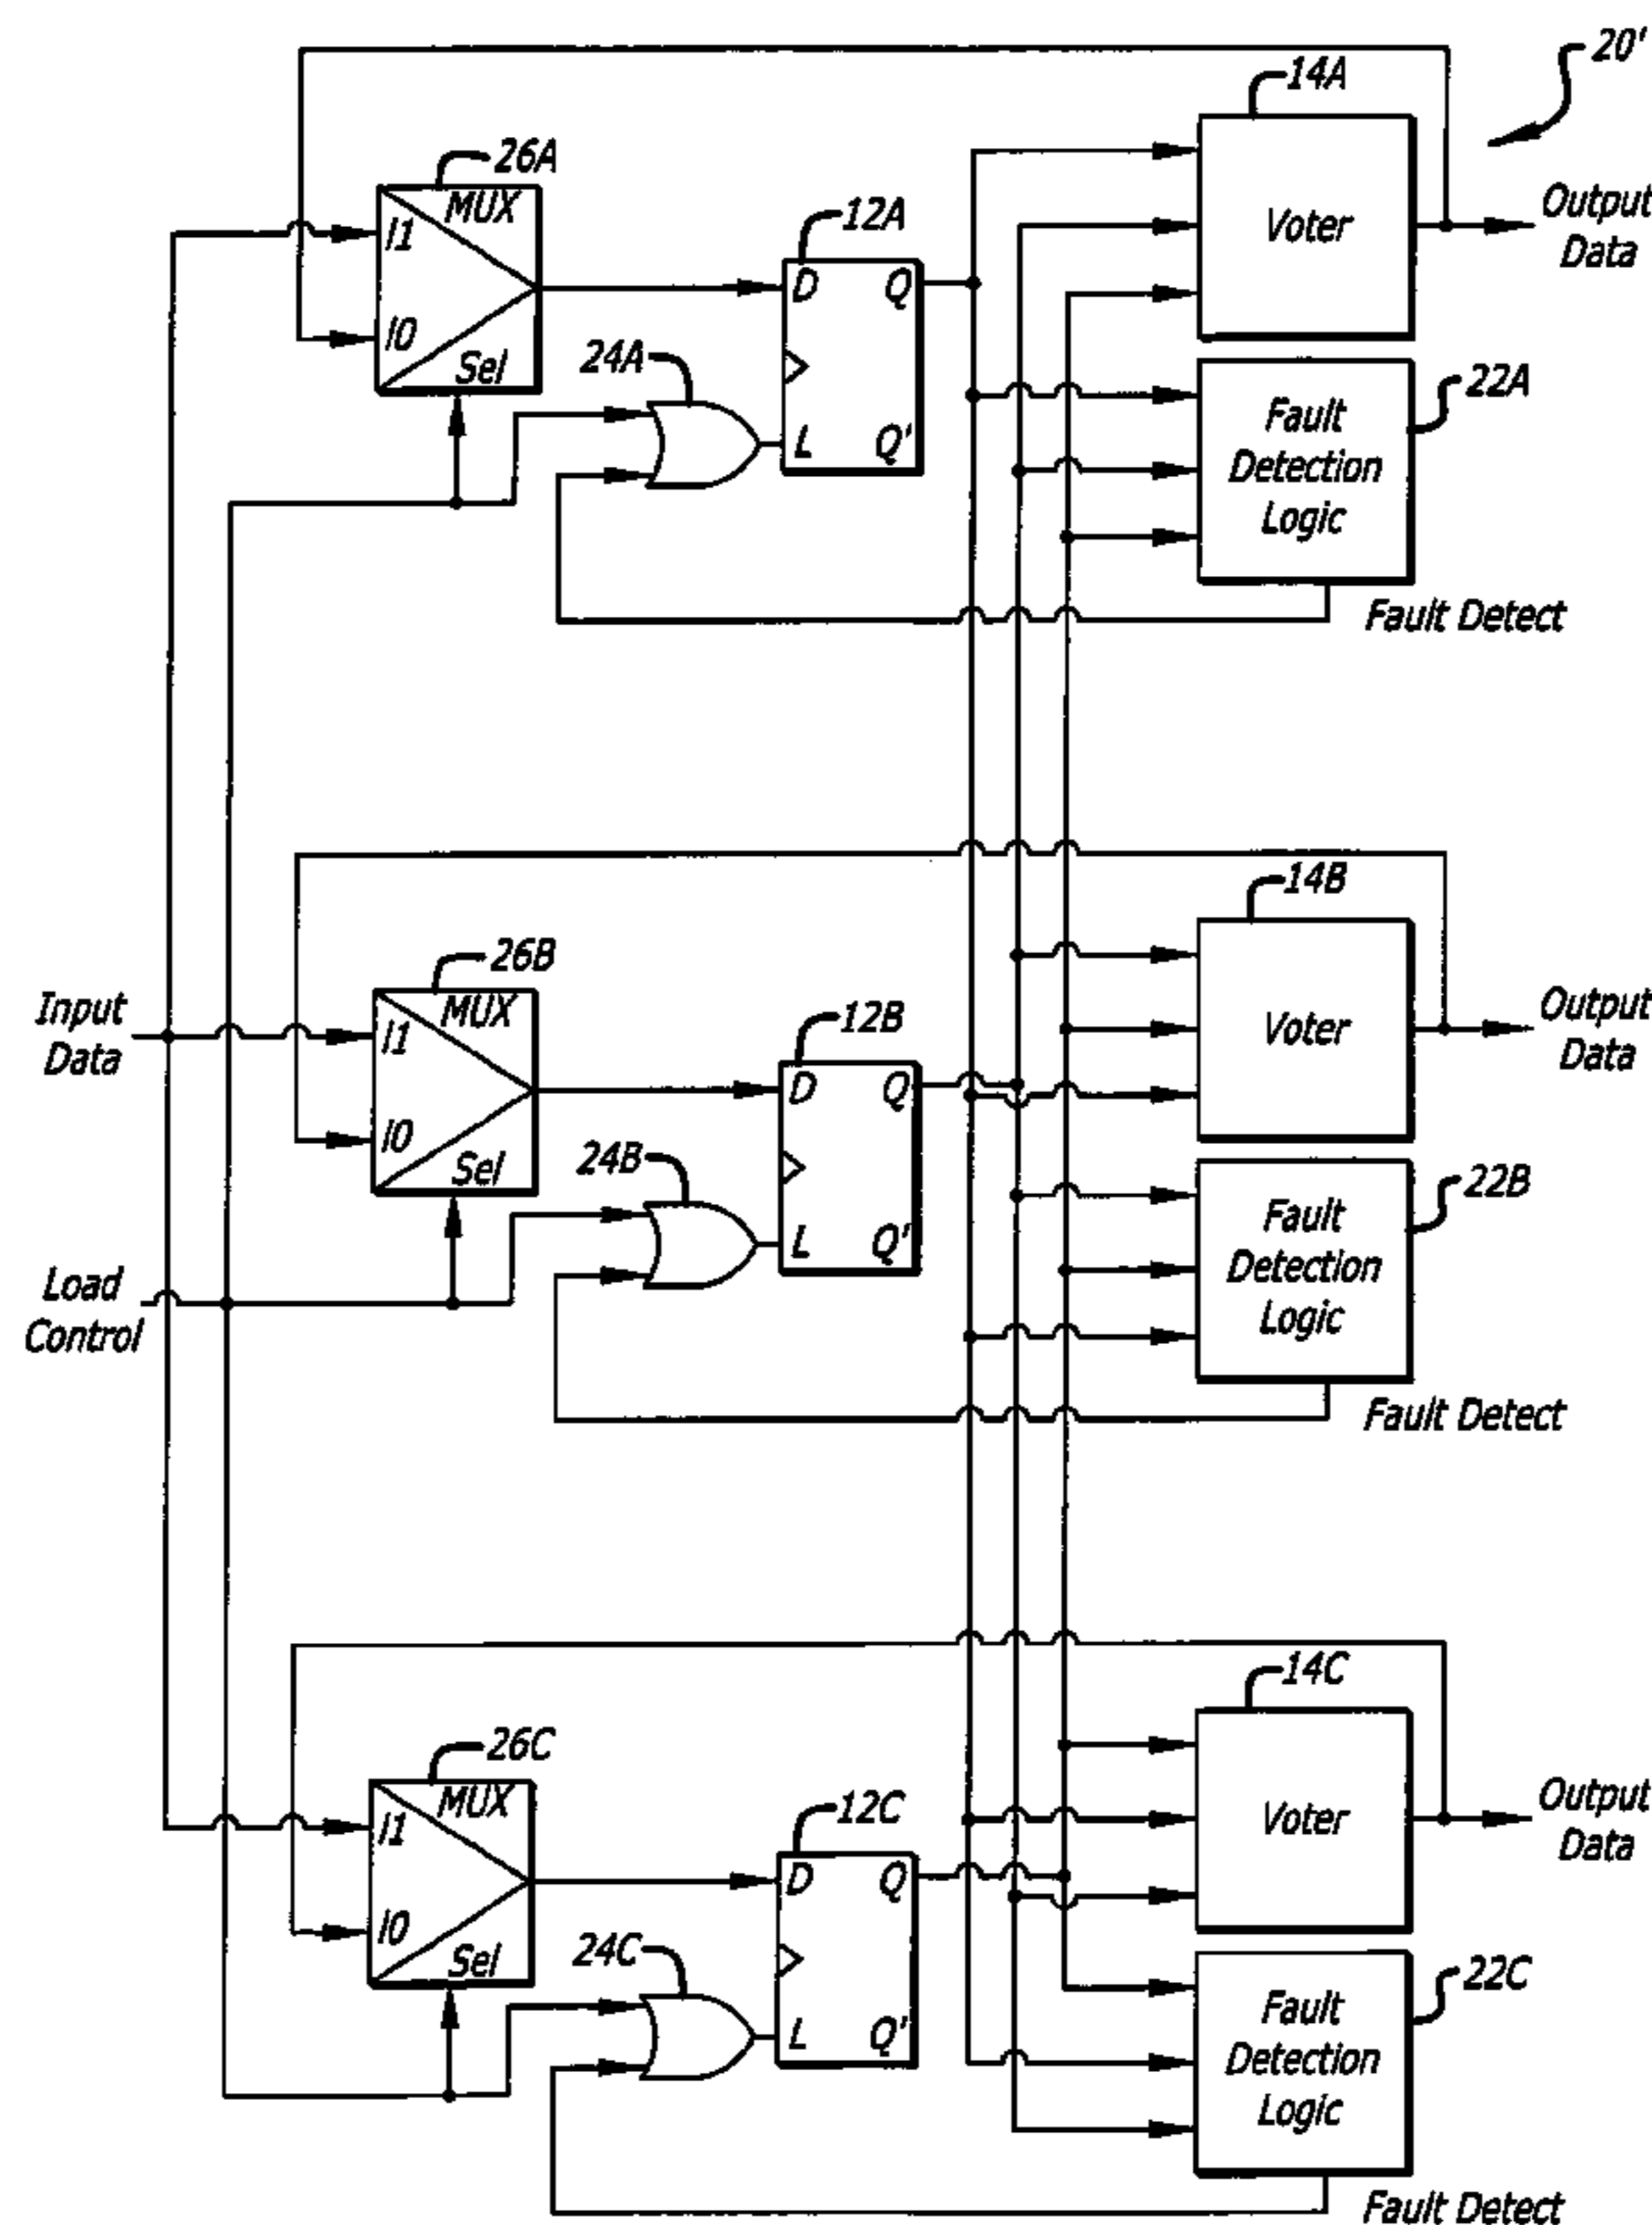 20'
14A
26A
MUX
I1
I0
Sel
12A
D
Q
L
Q'
24A
Voter
Output
Data
22A
Fault
Detection
Logic
Fault Detect
14B
26B
MUX
I1
I0
Sel
12B
D
Q
L
Q'
24B
Voter
Output
Data
Input
Data
22B
Fault
Detection
Logic
Load
Control
Fault Detect
14C
26C
MUX
I1
I0
Sel
12C
D
Q
L
Q'
24C
Voter
Output
Data
22C
Fault
Detection
Logic
Fault Detect